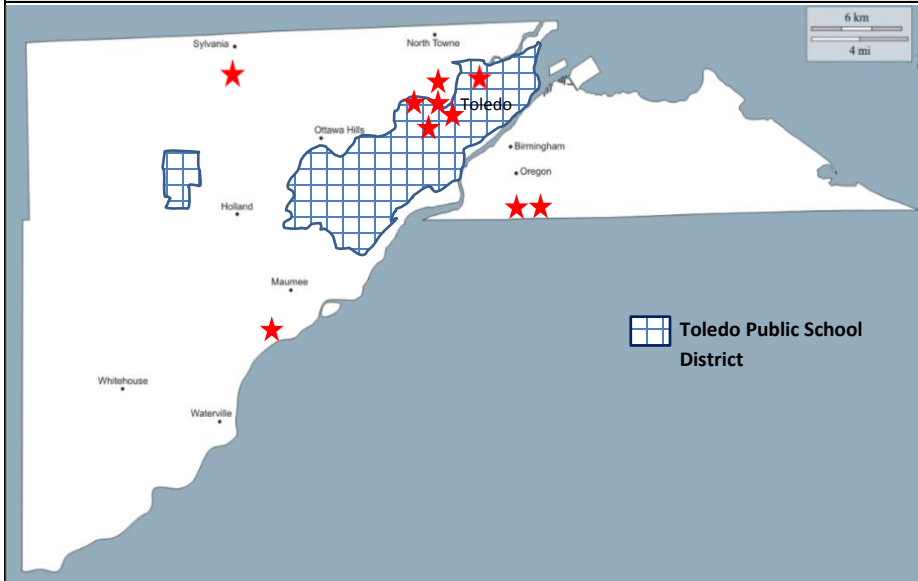 6 km
4 mi
Sylvania
North Towne
Toledo
Ottawa Hills
Birmingham
Oregon
Holland
Maumee
Toledo Public School
District
Whitehouse
Waterville